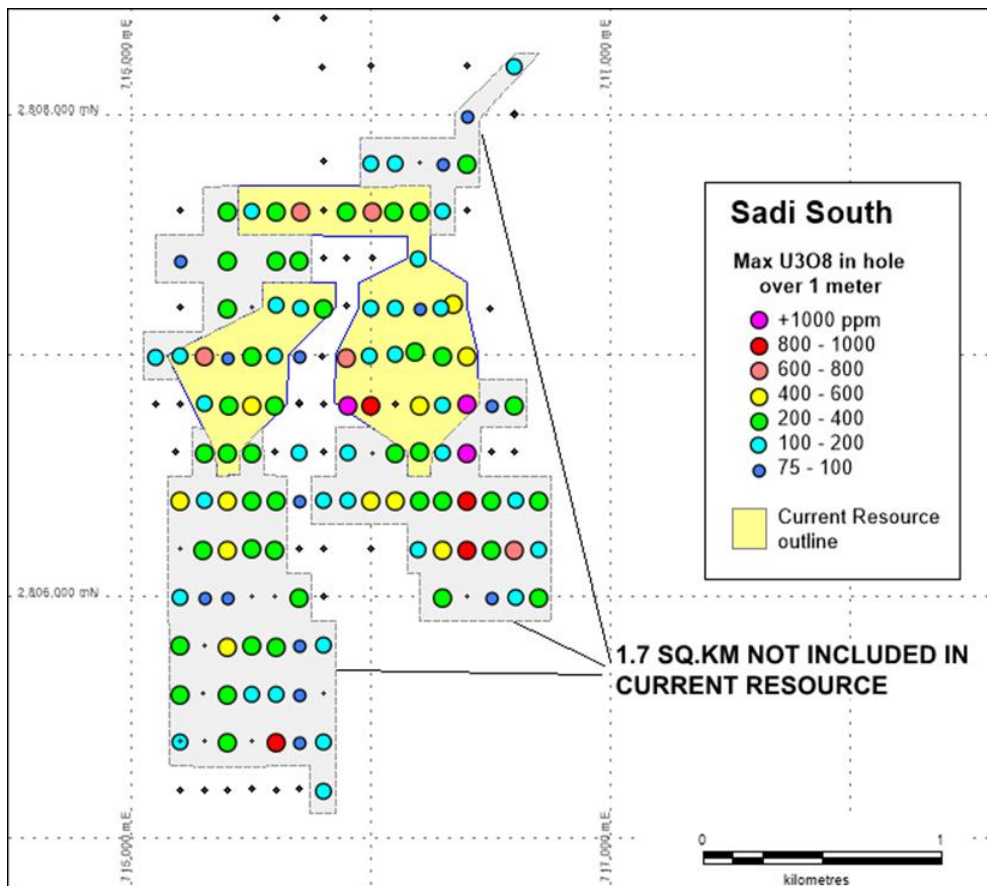 715,000 mE
717,000 mE
2,808,000 mN
Sadi South
Max U3O8 in hole
over 1 meter
+1000 ppm
800 - 1000
600 - 800
400 - 600
200 - 400
100 - 200
75 - 100
Current Resource
outline
2,806,000 mN
1.7 SQ.KM NOT INCLUDED IN
CURRENT RESOURCE
715,000 mE
717,000 mE
0
1
kilometres